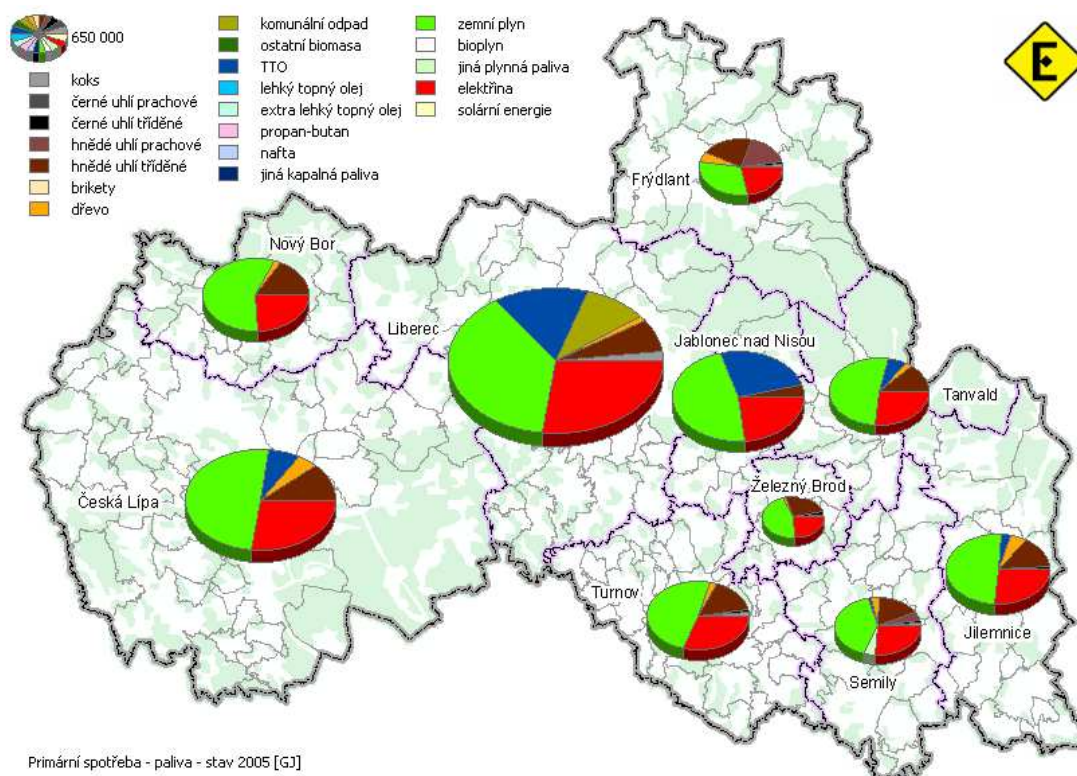 650 000
koks
černé uhlí prachové
černé uhlí tříděné
hnědé uhlí prachové
hnědé uhlí tříděné
brikety
dřevo
komunální odpad
ostatní biomasa
TTO
lehký topný olej
extra lehký topný olej
propan-butan
nafta
jiná kapalná paliva
zemní plyn
bioplyn
jiná plynná paliva
elektřina
solární energie
E
Frýdlant
Nový Bor
Liberec
Jablonec nad Nisou
Tanvald
Česká Lípa
Železný Brod
Turnov
Jilemnice
Semily
Primární spotřeba - paliva - stav 2005 [GJ]